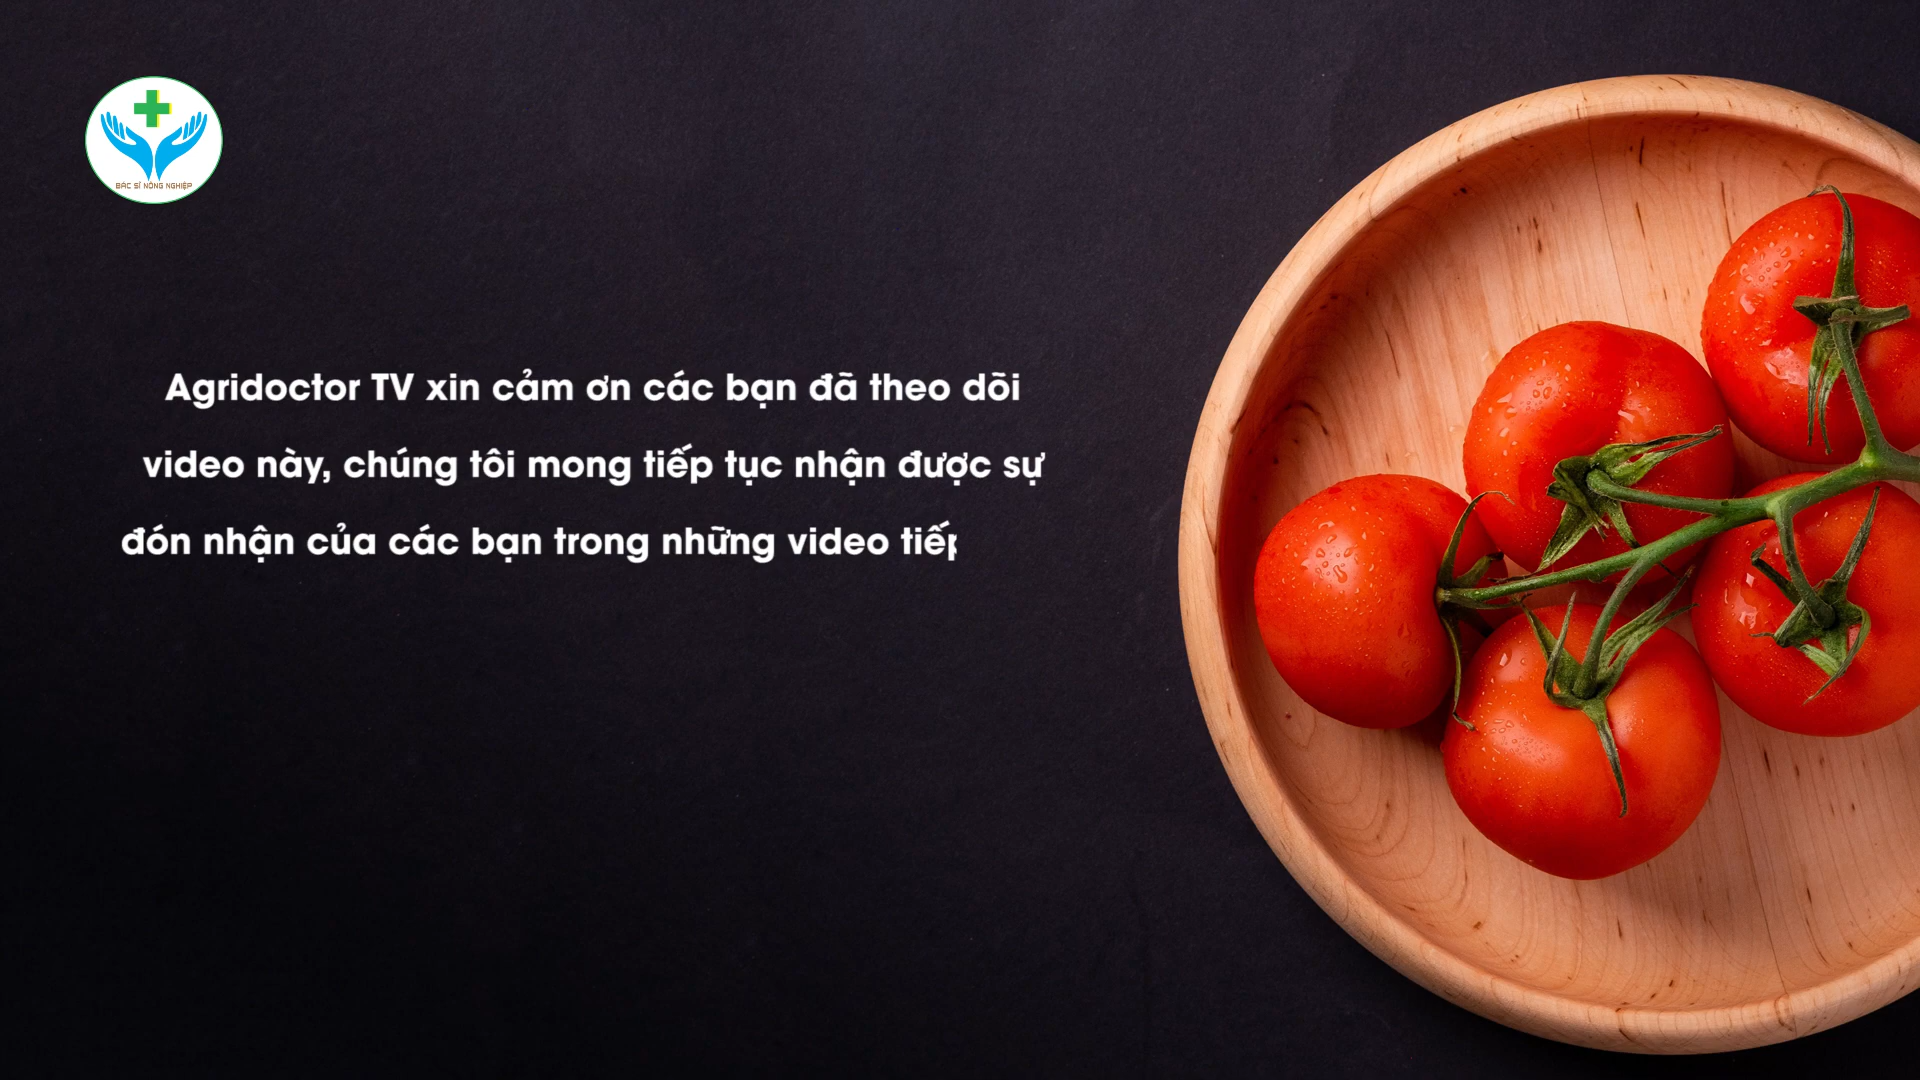 BÁC SĨ NÔNG NGHIỆP
Agridoctor TV xin cảm ơn các bạn đã theo dõi
video này, chúng tôi mong tiếp tục nhận được sự
đón nhận của các bạn trong những video tiếp